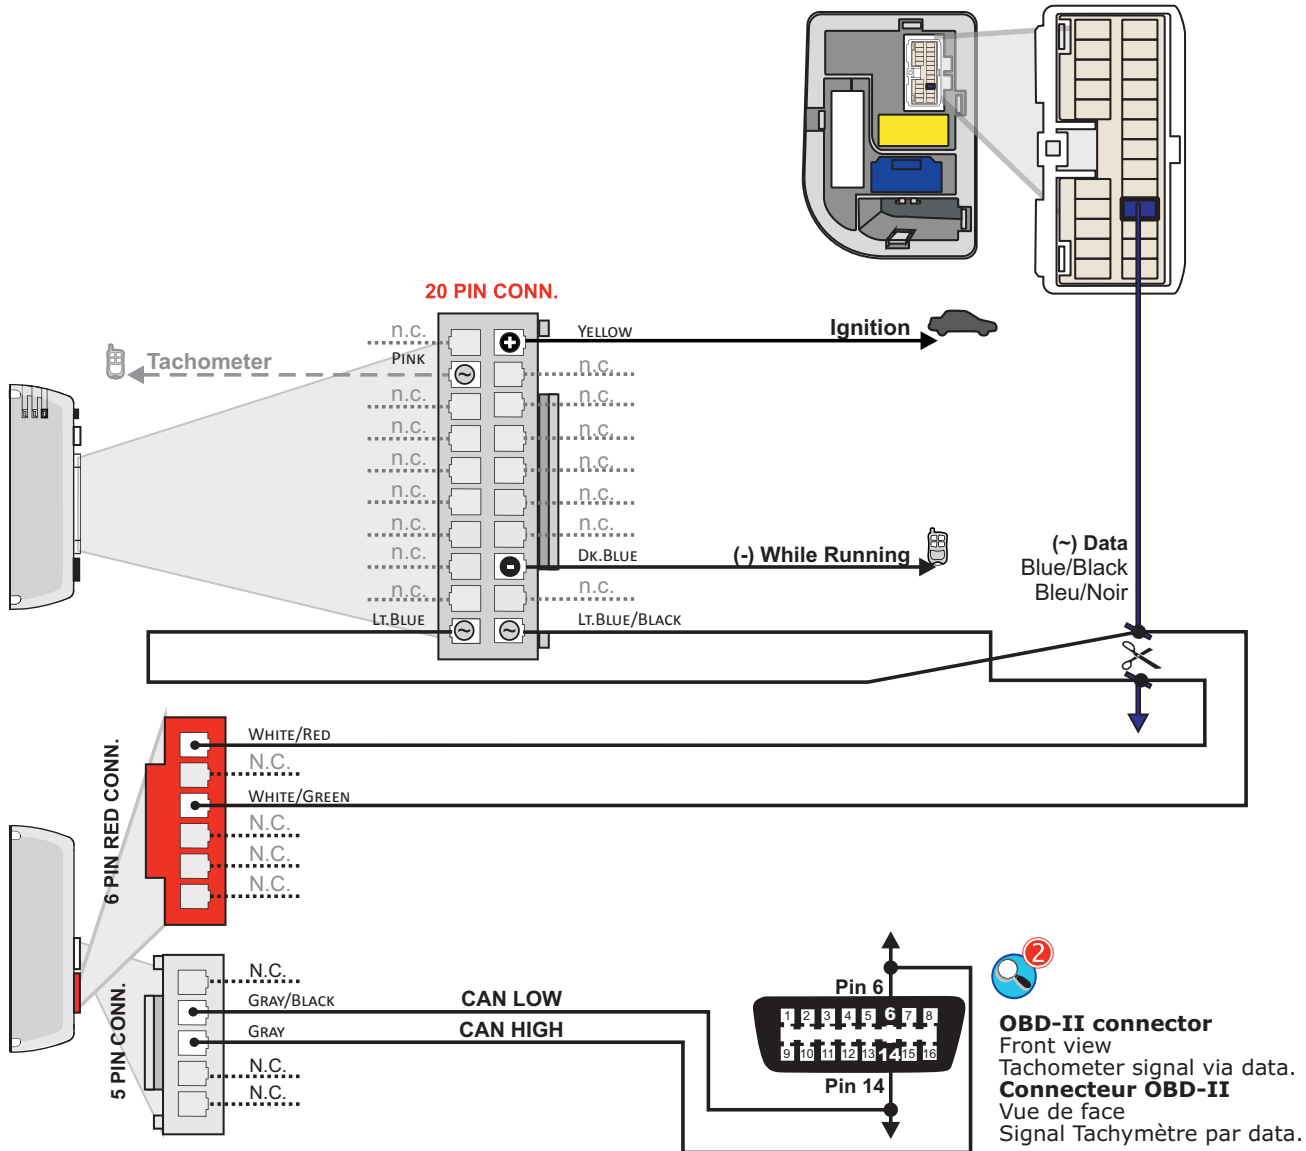 20 PIN CONN.
n.c.
YELLOW
Ignition
Tachometer
PINK
n.c.
n.c.
n.c.
n.c.
n.c.
n.c.
n.c.
n.c.
n.c.
n.c.
n.c.
n.c.
DK.BLUE
(-) While Running
n.c.
n.c.
LT.BLUE
LT.BLUE/BLACK
(~) Data
Blue/Black
Bleu/Noir
6 PIN RED CONN.
WHITE/RED
N.C.
WHITE/GREEN
N.C.
N.C.
N.C.
5 PIN CONN.
N.C.
GRAY/BLACK
CAN LOW
GRAY
CAN HIGH
N.C.
N.C.
Pin 6
1 2 3 4 5 6 7 8
9 10 11 12 13 14 15 16
Pin 14
2
OBD-II connector
Front view
Tachometer signal via data.
Connecteur OBD-II
Vue de face
Signal Tachymètre par data.